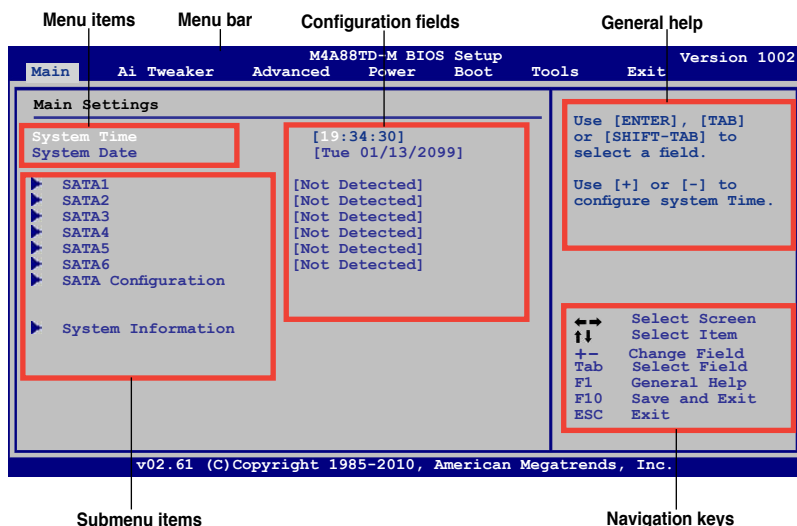 Menu items Menu bar Configuration fields General help
M4A88TD-M BIOS Setup Version 1002
Main Ai Tweaker Advanced Power Boot Tools Exit
Main Settings
System Time [19:34:30]
System Date [Tue 01/13/2099]
SATA1 [Not Detected]
SATA2 [Not Detected]
SATA3 [Not Detected]
SATA4 [Not Detected]
SATA5 [Not Detected]
SATA6 [Not Detected]
SATA Configuration
System Information
Use [ENTER], [TAB]
or [SHIFT-TAB] to
select a field.
Use [+] or [-] to
configure system Time.
←→ Select Screen
↑↓ Select Item
+- Change Field
Tab Select Field
F1 General Help
F10 Save and Exit
ESC Exit
v02.61 (C)Copyright 1985-2010, American Megatrends, Inc.
Submenu items Navigation keys